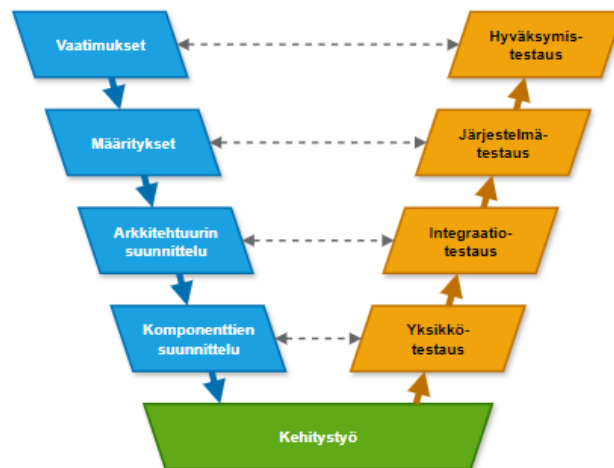 Vaatimukset
Hyväksymis-
testaus
Määritykset
Järjestelmä-
testaus
Arkkitehtuurin
suunnittelu
Integraatio-
testaus
Komponenttien
suunnittelu
Yksikkö-
testaus
Kehitystyö